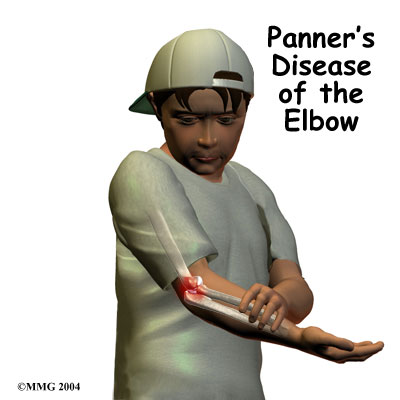 Panner's
Disease
of the
Elbow
©MMG 2004